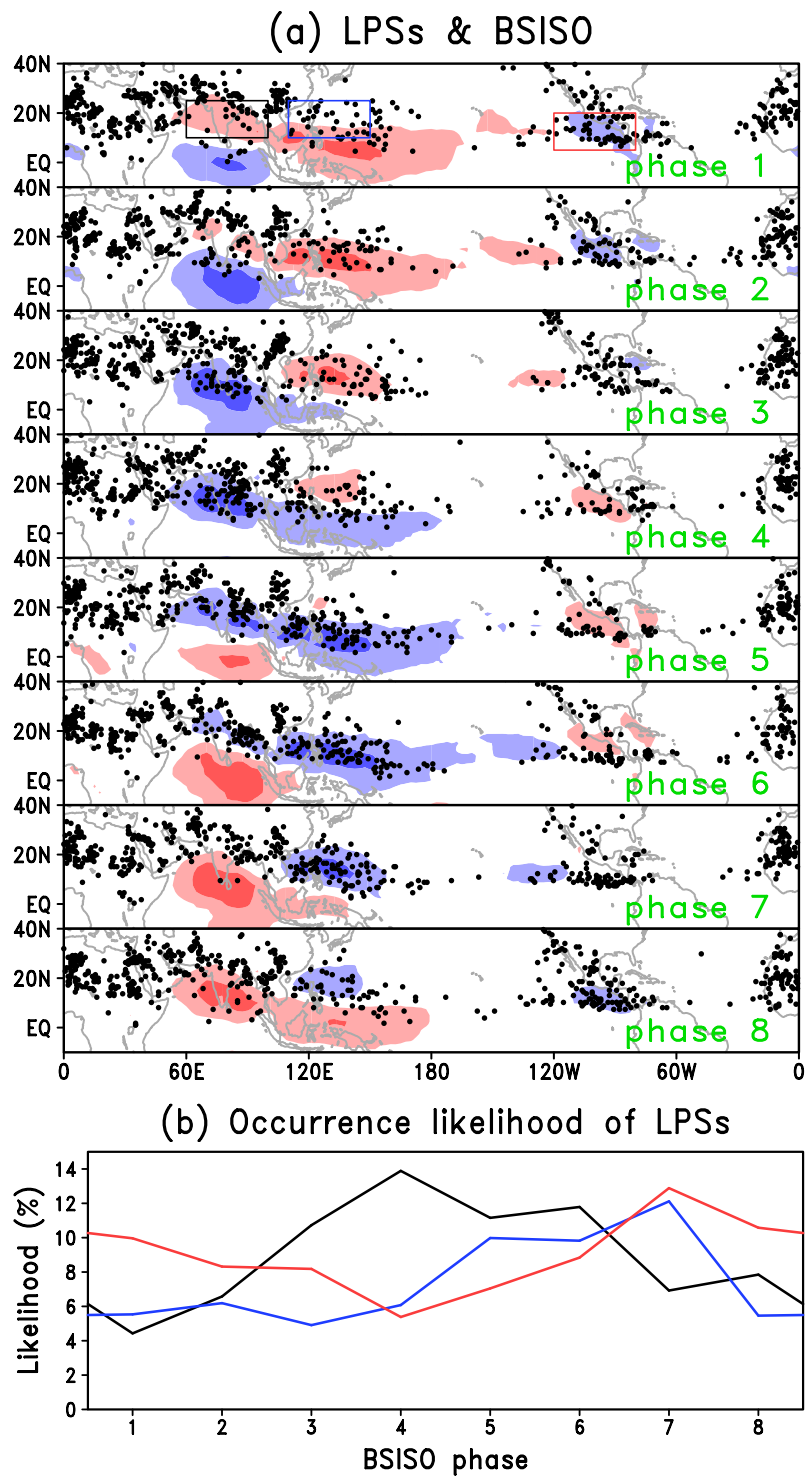 (a) LPSs & BSISO
40N
20N
EQ
phase 1
40N
20N
EQ
phase 2
40N
20N
EQ
phase 3
40N
20N
EQ
phase 4
40N
20N
EQ
phase 5
40N
20N
EQ
phase 6
40N
20N
EQ
phase 7
40N
20N
EQ
phase 8
0 60E 120E 180 120W 60W 0
(b) Occurrence likelihood of LPSs
Likelihood (%)
14
12
10
8
6
4
2
0
1 2 3 4 5 6 7 8
BSISO phase